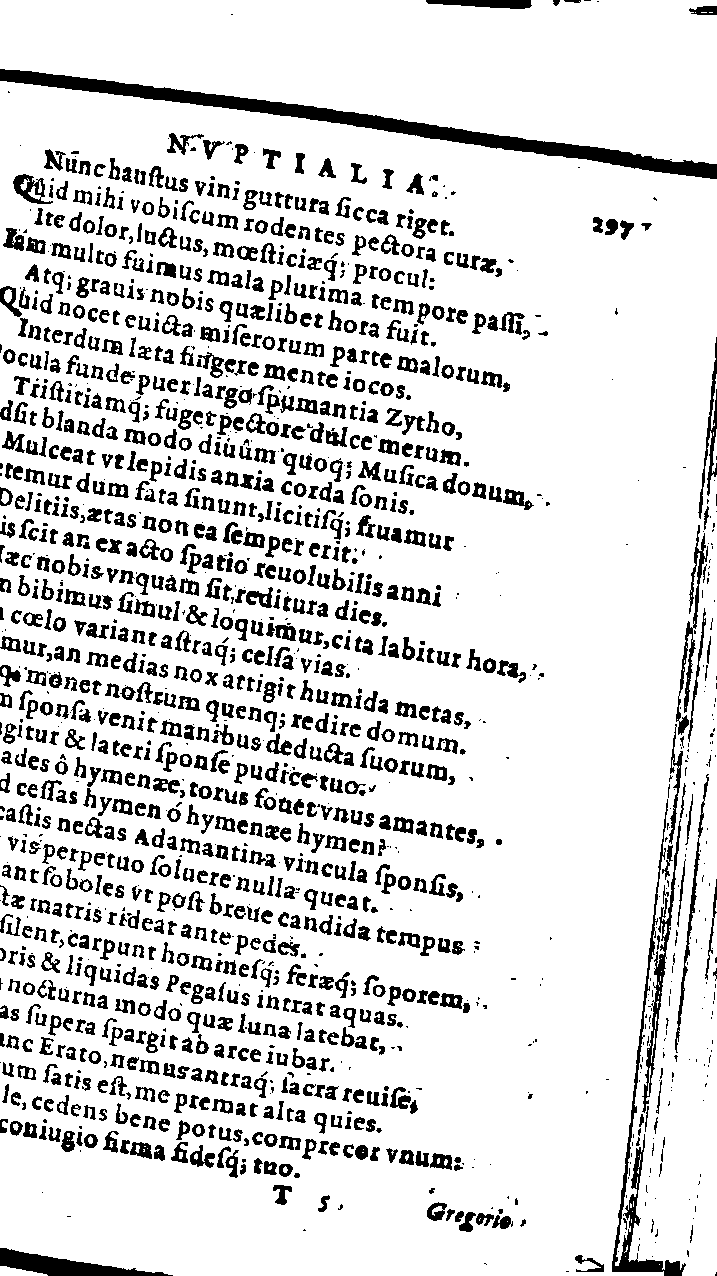 NVPTIALIA. 297
Nunc hauſtus vini guttura ſicca riget.
Quid mihi vobiſcum rodentes pectora curæ,
Ite dolor, luctus, mœſticiæq́; procul:
Iam multo fuimus mala plurima tempore paſſi,
Atq; grauis nobis quælibet hora fuit.
Quid nocet euicta miſerorum parte malorum,
Interdum læta fingere mente iocos.
ocula funde puer largo ſpumantia Zytho,
Triſtitiamq́; fuget pectore dulce merum.
dſit blanda modo diuûm quoq; Muſica donum,
Mulceat vt lepidis anxia corda ſonis.
etemur dum fata ſinunt, licitiſq́; fruamur
Delitiis, ætas non ea ſemper erit.
is ſcit an exacto ſpatio reuolubilis anni
Hæc nobis vnquam ſit reditura dies.
n bibimus ſimul & loquimur, cita labitur hora,
cœlo variant aſtraq́; celſa vias.
mur, an medias nox attigit humida metas,
monet noſtrum quenq; redire domum.
ſponſa venit manibus deducta ſuorum,
gitur & lateri ſponſe pudice tuo.
ades ô hymenæe, torus fouet vnus amantes,
d ceſſas hymen ó hymenæe hymen?
caſtis nectas Adamantina vincula ſponſis,
vis perpetuo ſoluere nulla queat.
ant ſoboles vt poſt breue candida tempus
tæ matris rideat ante pedes.
ſilent, carpunt homineſq́; feræq́; ſoporem,
oris & liquidas Pegaſus intrat aquas.
nocturna modo quæ luna latebat,
as ſupera ſpargit ab arce iubar.
unc Erato, nemus antraq́; ſacra reuiſe,
um ſatis eſt, me premat alta quies.
le, cedens bene potus, comprecor vnum:
coniugio firma fideſq́; tuo.
T 5 Gregorio